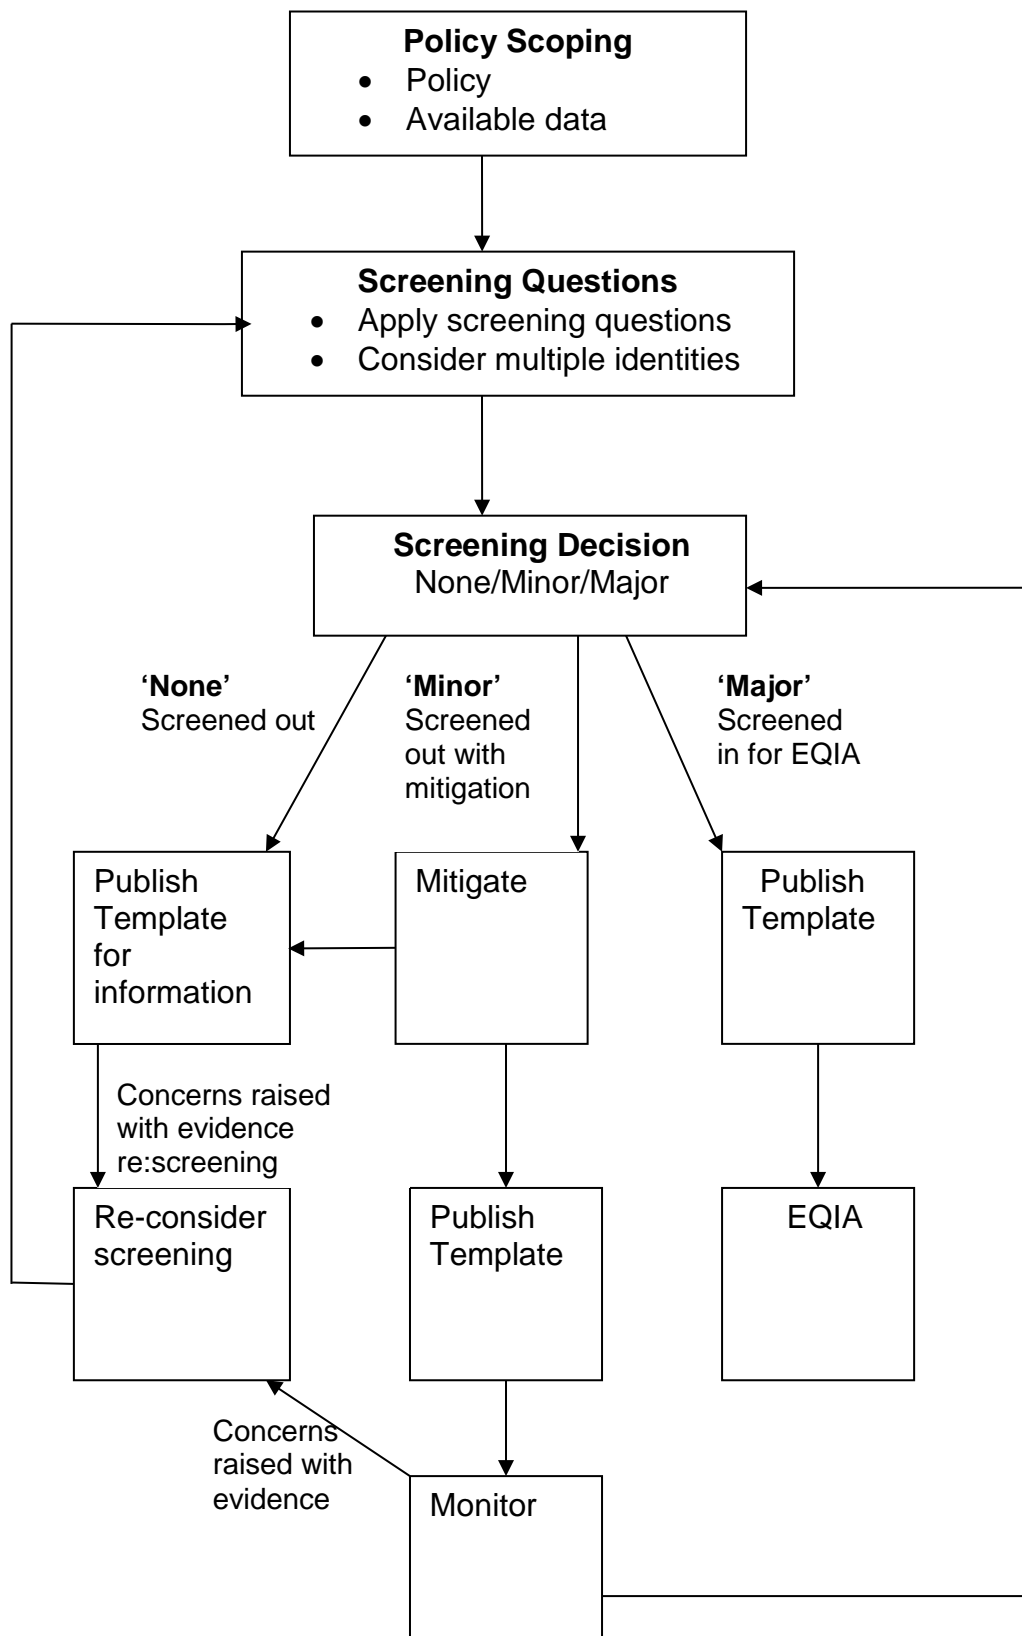 Policy Scoping
• Policy
• Available data
Screening Questions
• Apply screening questions
• Consider multiple identities
Screening Decision
None/Minor/Major
‘None’
Screened out
‘Minor’
Screened
out with
mitigation
‘Major’
Screened
in for EQIA
Publish
Template
for
information
Mitigate
Publish
Template
Concerns raised
with evidence
re:screening
Re-consider
screening
Publish
Template
EQIA
Concerns
raised with
evidence
Monitor